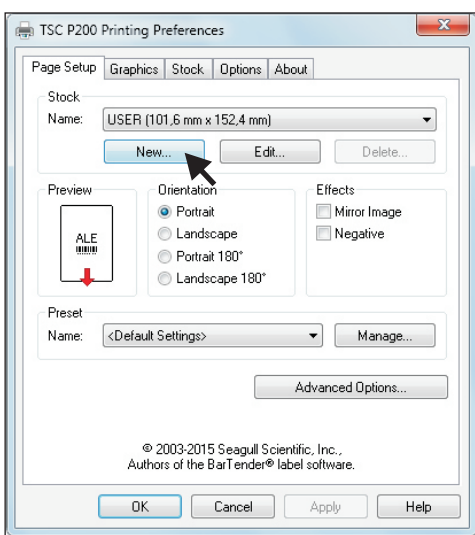 TSC P200 Printing Preferences
Page Setup Graphics Stock Options About
Stock
Name: USER (101,6 mm x 152,4 mm)
New... Edit... Delete...
Preview
ALE
Orientation
Portrait
Landscape
Portrait 180°
Landscape 180°
Effects
Mirror Image
Negative
Preset
Name: <Default Settings> Manage...
Advanced Options...
© 2003-2015 Seagull Scientific, Inc.,
Authors of the BarTender® label software.
OK Cancel Apply Help